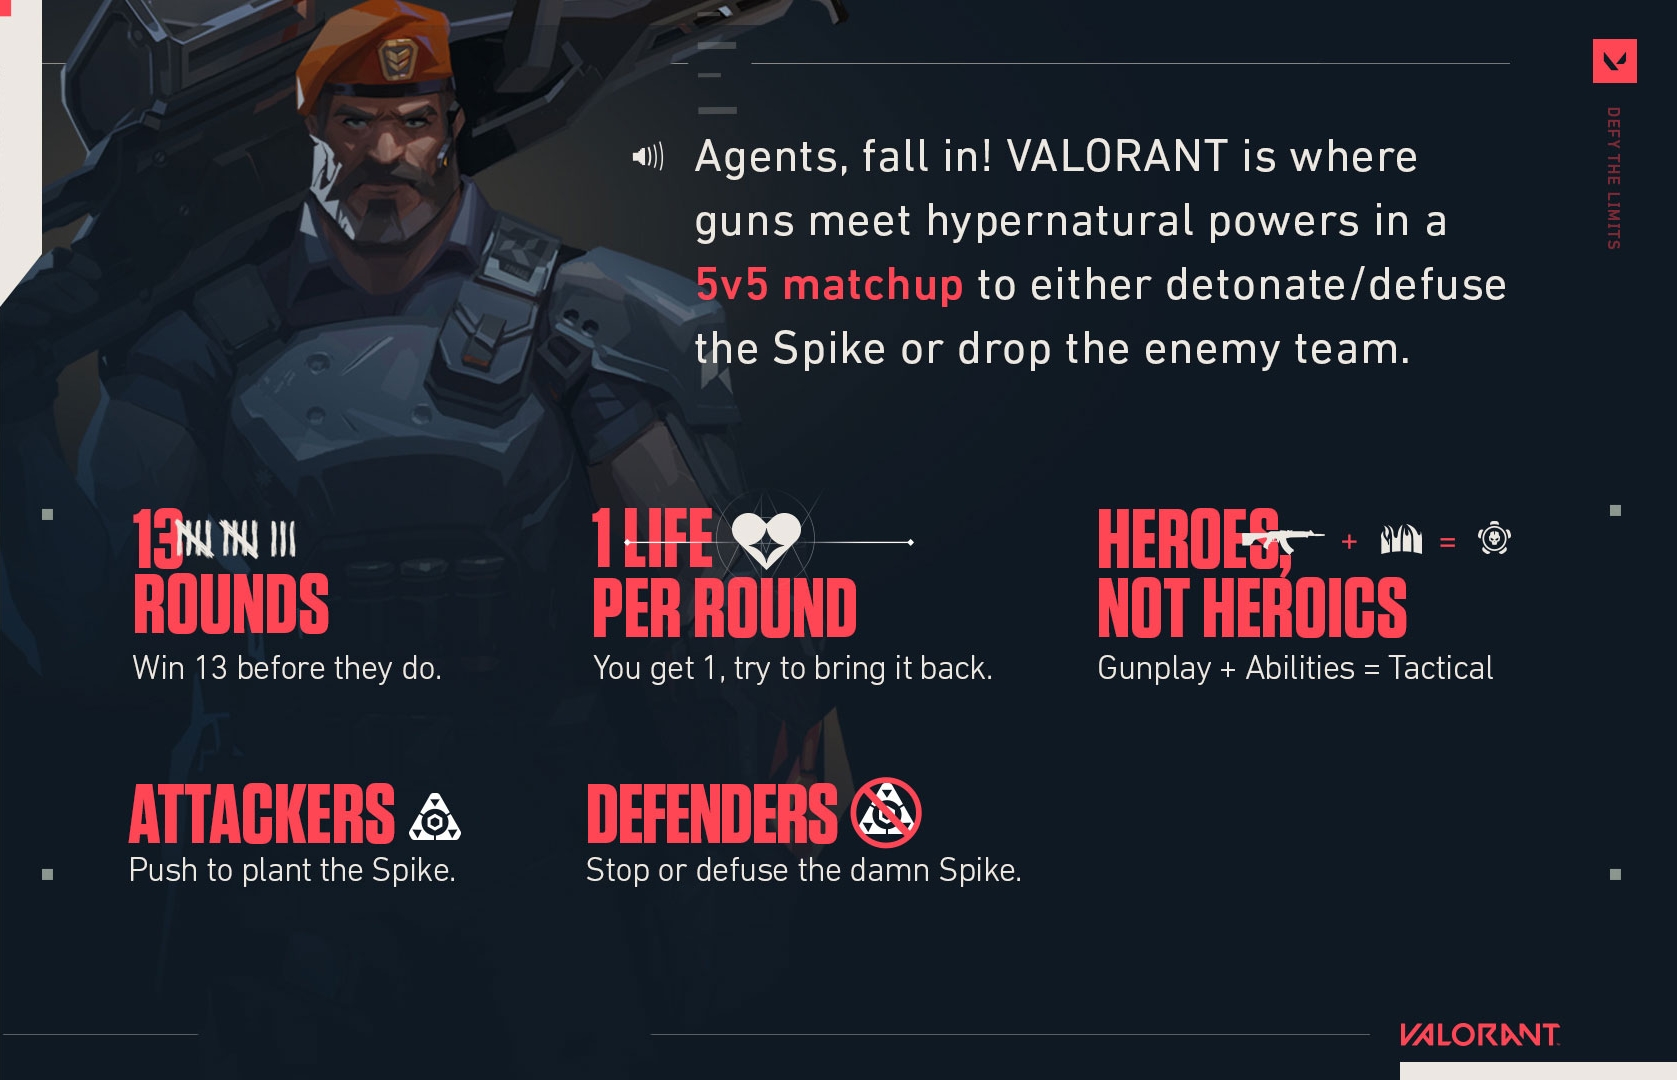 Agents, fall in! VALORANT is where
guns meet hypernatural powers in a
5v5 matchup to either detonate/defuse
the Spike or drop the enemy team.
DEFY THE LIMITS
13
ROUNDS
Win 13 before they do.
1 LIFE
PER ROUND
You get 1, try to bring it back.
HEROES,
NOT HEROICS
+ =
Gunplay + Abilities = Tactical
ATTACKERS
Push to plant the Spike.
DEFENDERS
Stop or defuse the damn Spike.
VALORANT